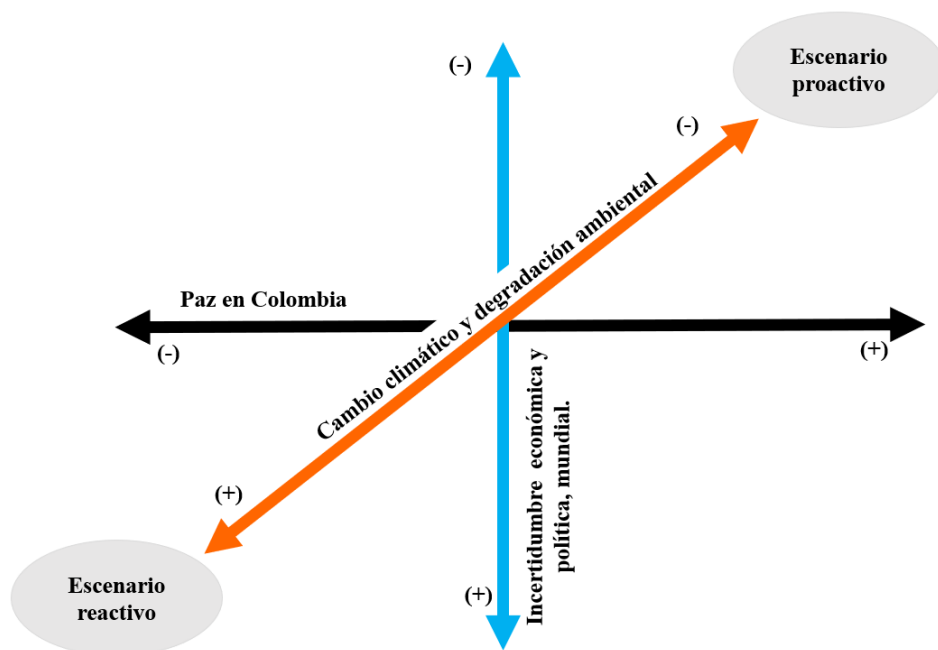 Escenario
proactivo
(-)
(-)
Cambio climático y degradación ambiental
Paz en Colombia
(-)
(+)
Incertidumbre económica y
política, mundial.
(+)
(+)
Escenario
reactivo